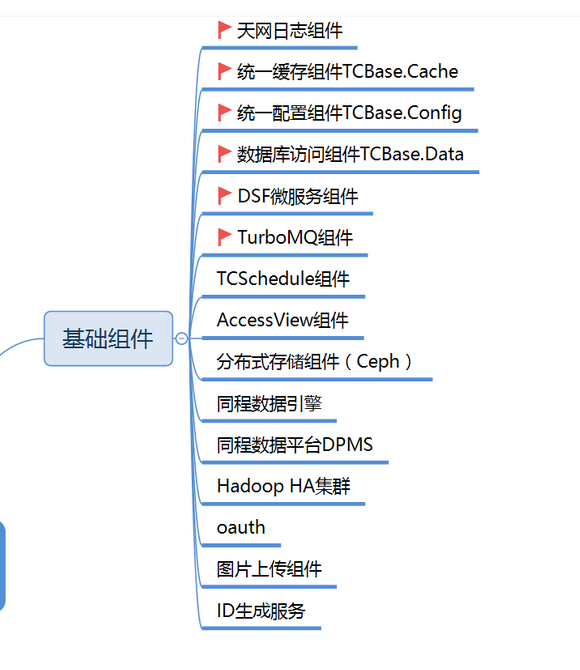 天网日志组件
统一缓存组件TCBase.Cache
统一配置组件TCBase.Config
数据库访问组件TCBase.Data
DSF微服务组件
TurboMQ组件
TCSchedule组件
基础组件
AccessView组件
分布式存储组件（Ceph）
同程数据引擎
同程数据平台DPMS
Hadoop HA集群
oauth
图片上传组件
ID生成服务